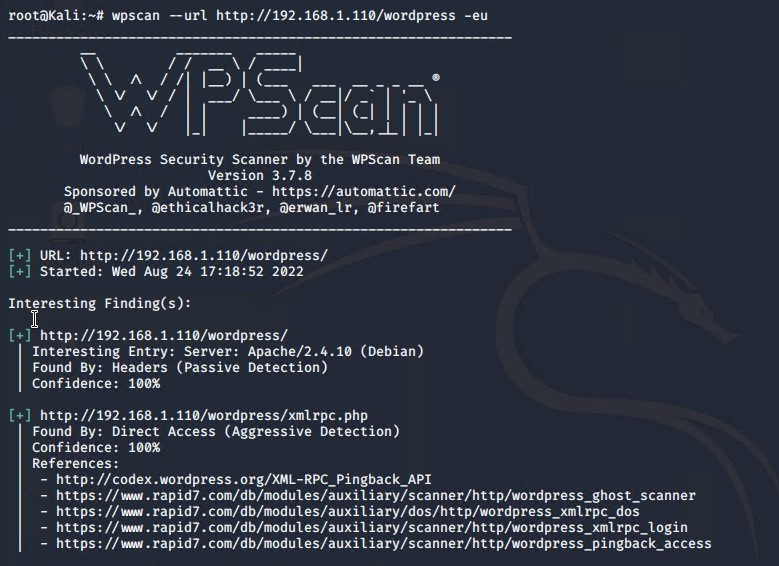 root@Kali:~# wpscan --url http://192.168.1.110/wordpress -eu
WPScan ®
WordPress Security Scanner by the WPScan Team
Version 3.7.8
Sponsored by Automattic - https://automattic.com/
@_WPScan_, @ethicalhack3r, @erwan_lr, @firefart
[+] URL: http://192.168.1.110/wordpress/
[+] Started: Wed Aug 24 17:18:52 2022
Interesting Finding(s):
[+] http://192.168.1.110/wordpress/
| Interesting Entry: Server: Apache/2.4.10 (Debian)
| Found By: Headers (Passive Detection)
| Confidence: 100%
[+] http://192.168.1.110/wordpress/xmlrpc.php
| Found By: Direct Access (Aggressive Detection)
| Confidence: 100%
| References:
|  - http://codex.wordpress.org/XML-RPC_Pingback_API
|  - https://www.rapid7.com/db/modules/auxiliary/scanner/http/wordpress_ghost_scanner
|  - https://www.rapid7.com/db/modules/auxiliary/dos/http/wordpress_xmlrpc_dos
|  - https://www.rapid7.com/db/modules/auxiliary/scanner/http/wordpress_xmlrpc_login
|  - https://www.rapid7.com/db/modules/auxiliary/scanner/http/wordpress_pingback_access